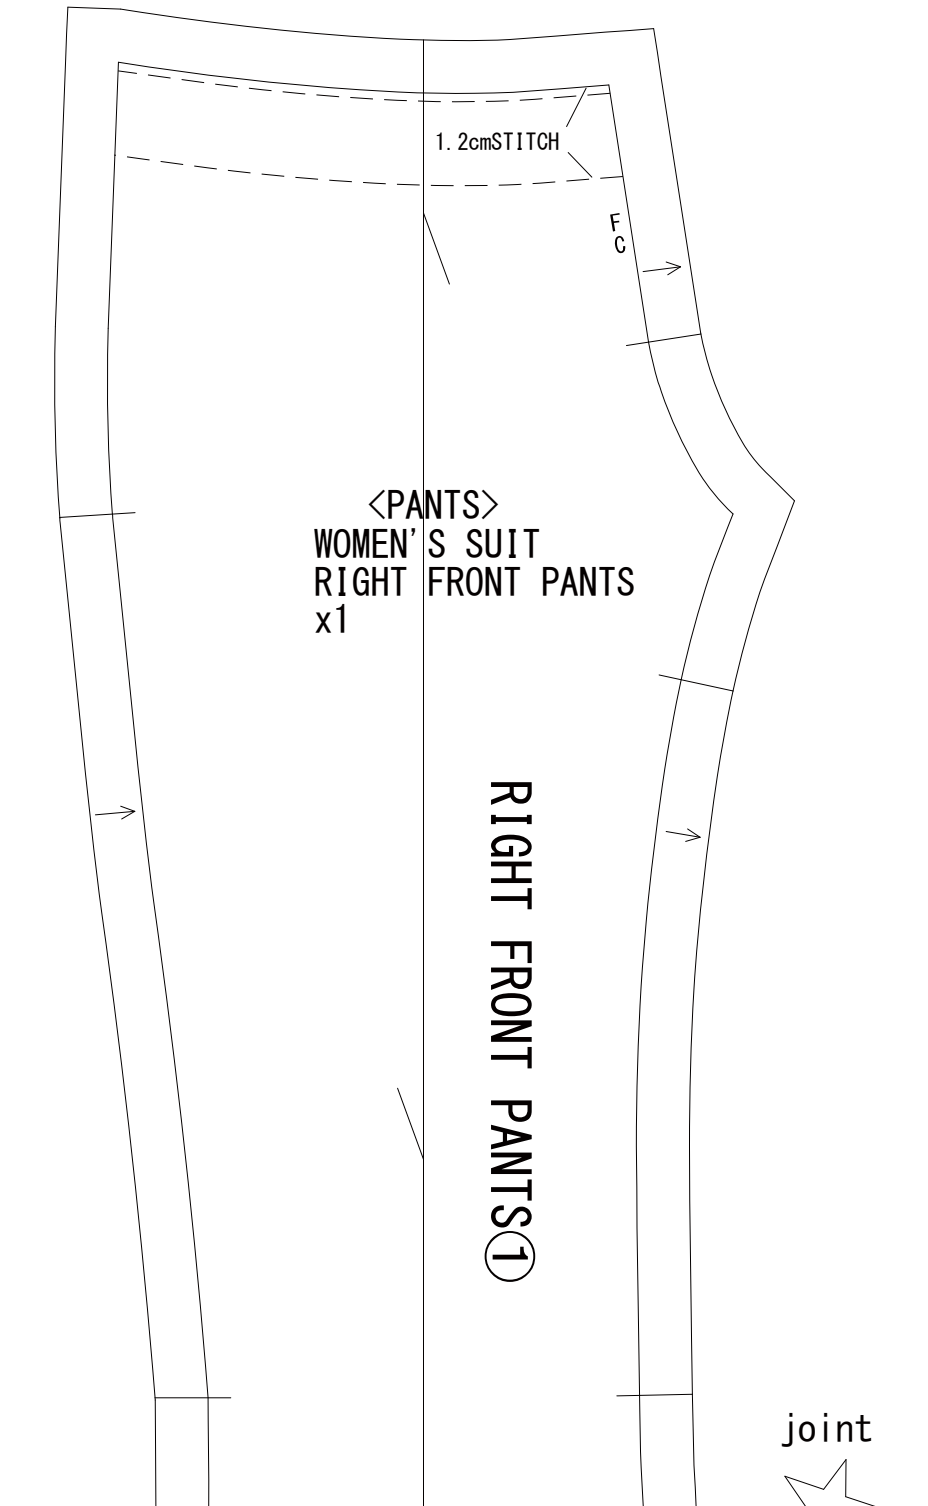 1.2cmSTITCH
F
C
<PANTS>
WOMEN'S SUIT
RIGHT FRONT PANTS
x1
RIGHT FRONT PANTS①
joint